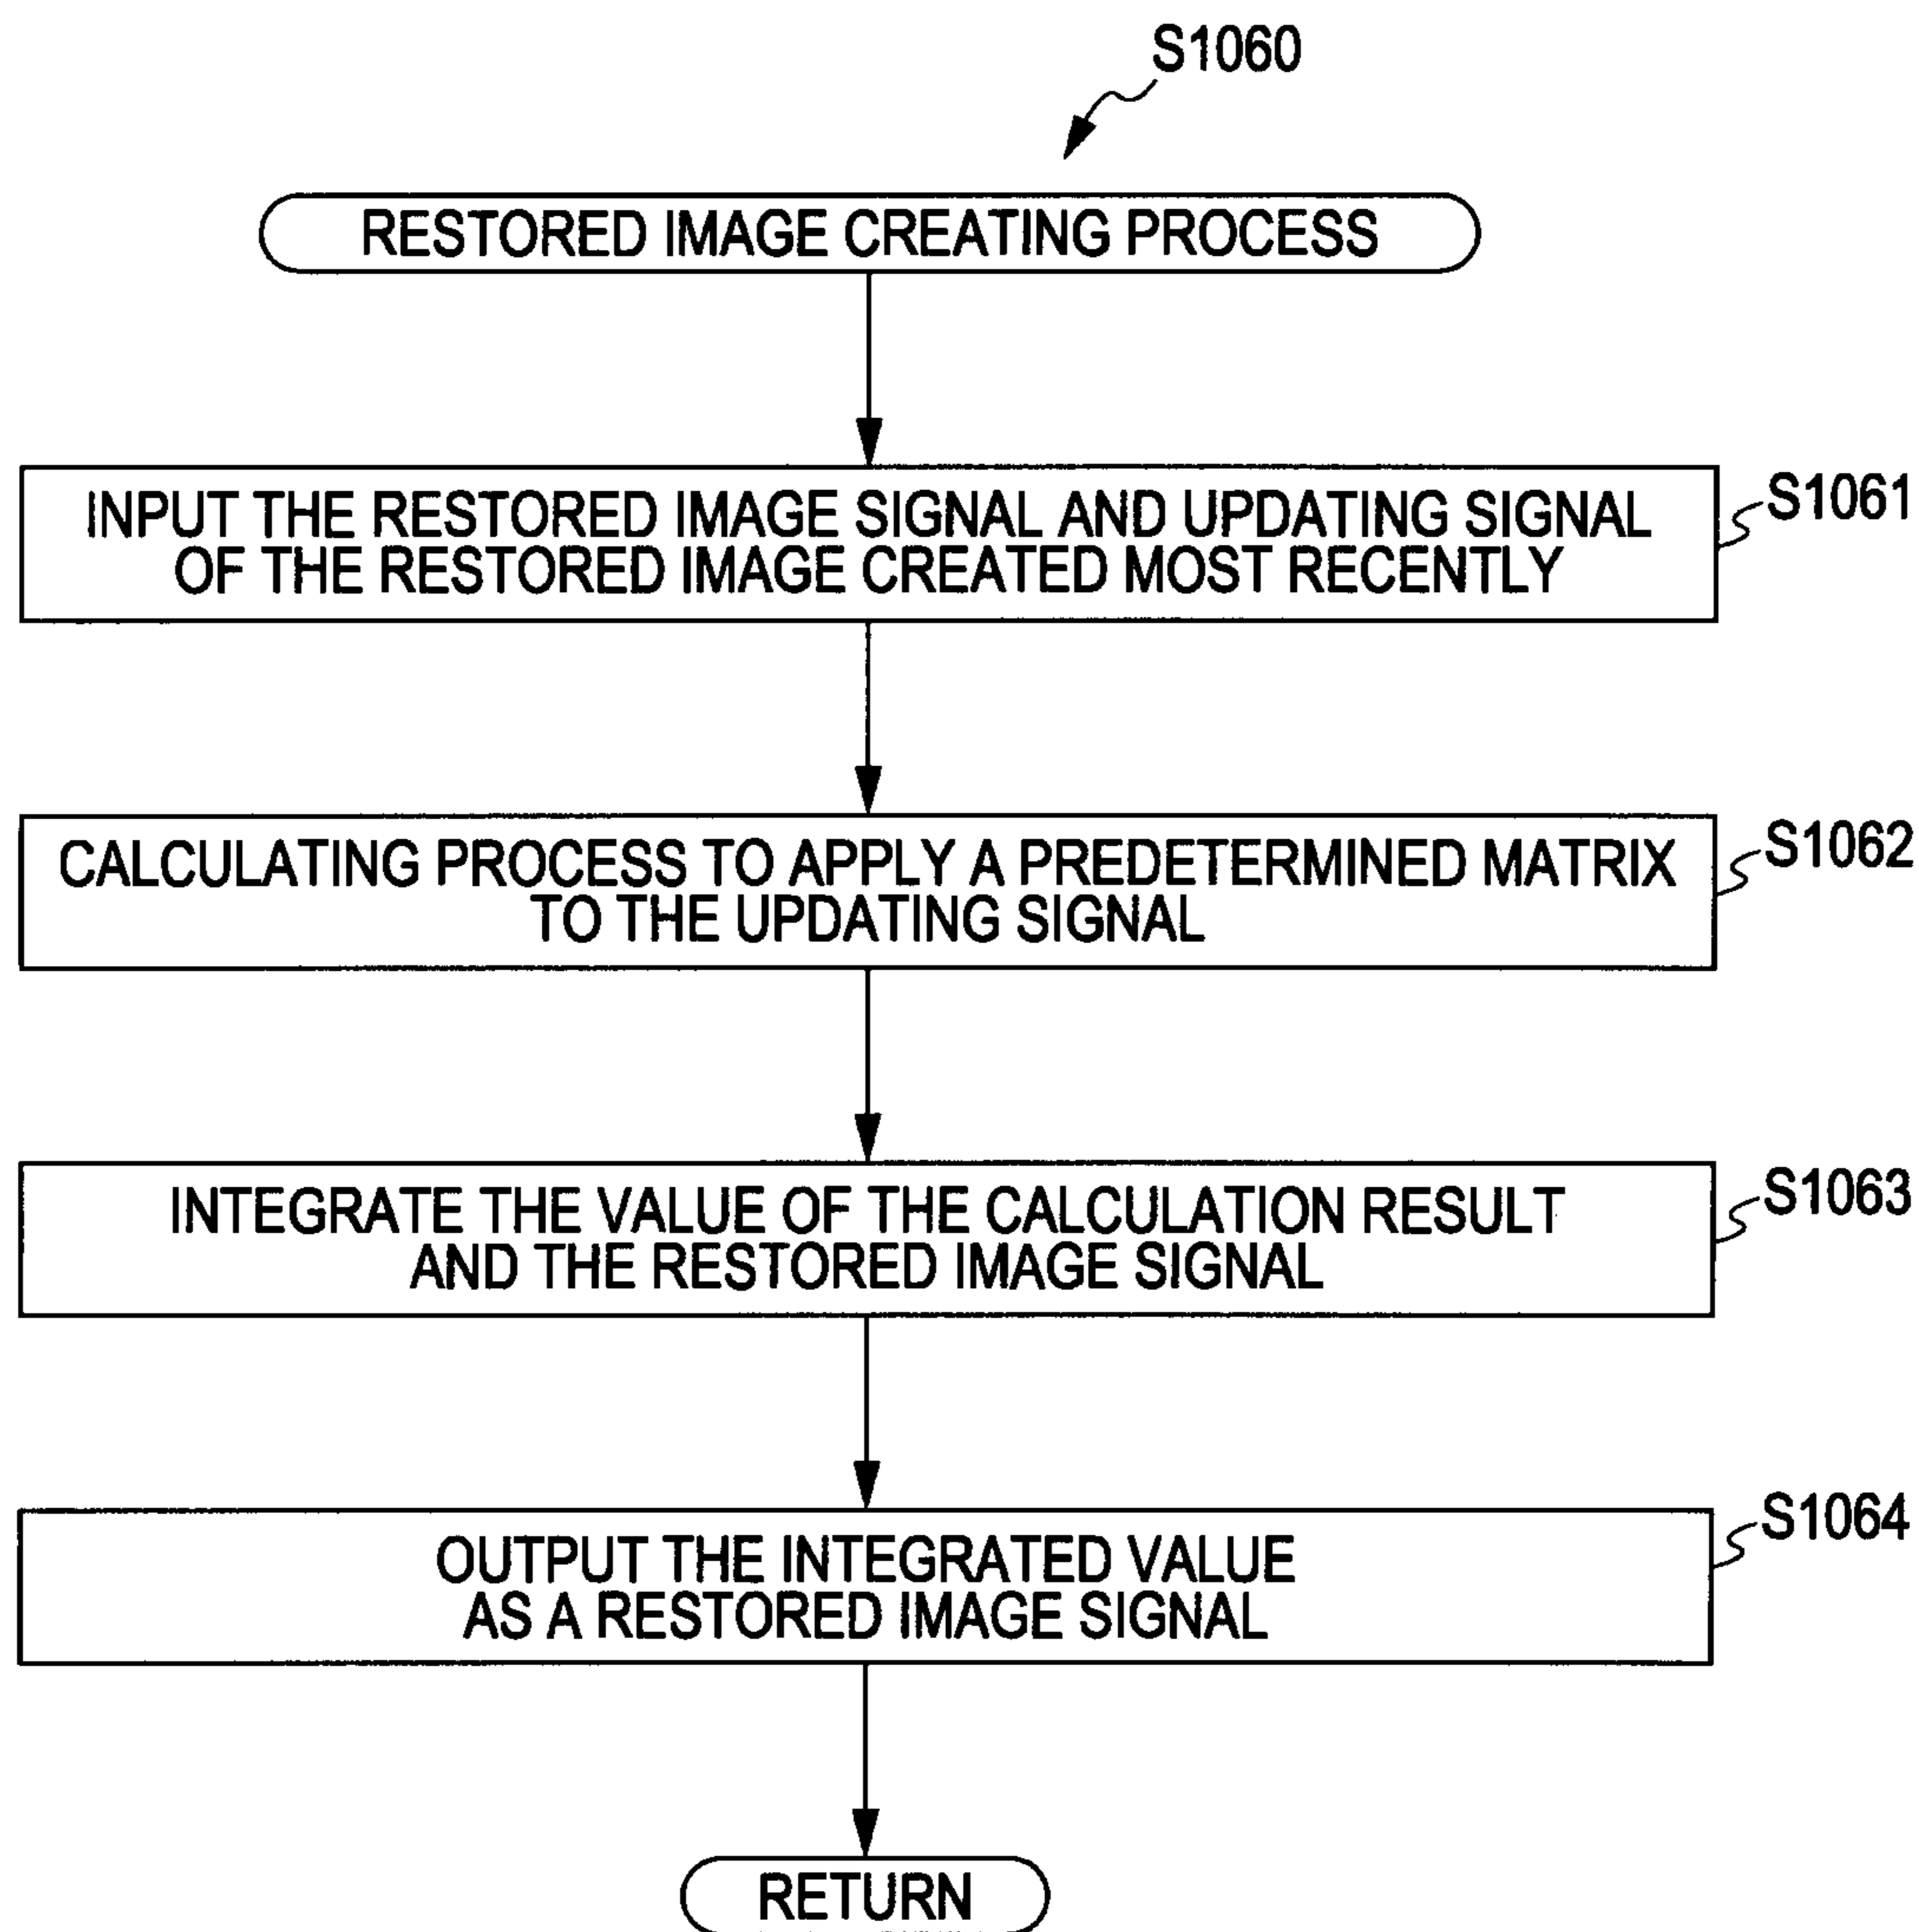 S1060
RESTORED IMAGE CREATING PROCESS
INPUT THE RESTORED IMAGE SIGNAL AND UPDATING SIGNAL
OF THE RESTORED IMAGE CREATED MOST RECENTLY
S1061
CALCULATING PROCESS TO APPLY A PREDETERMINED MATRIX
TO THE UPDATING SIGNAL
S1062
INTEGRATE THE VALUE OF THE CALCULATION RESULT
AND THE RESTORED IMAGE SIGNAL
S1063
OUTPUT THE INTEGRATED VALUE
AS A RESTORED IMAGE SIGNAL
S1064
RETURN